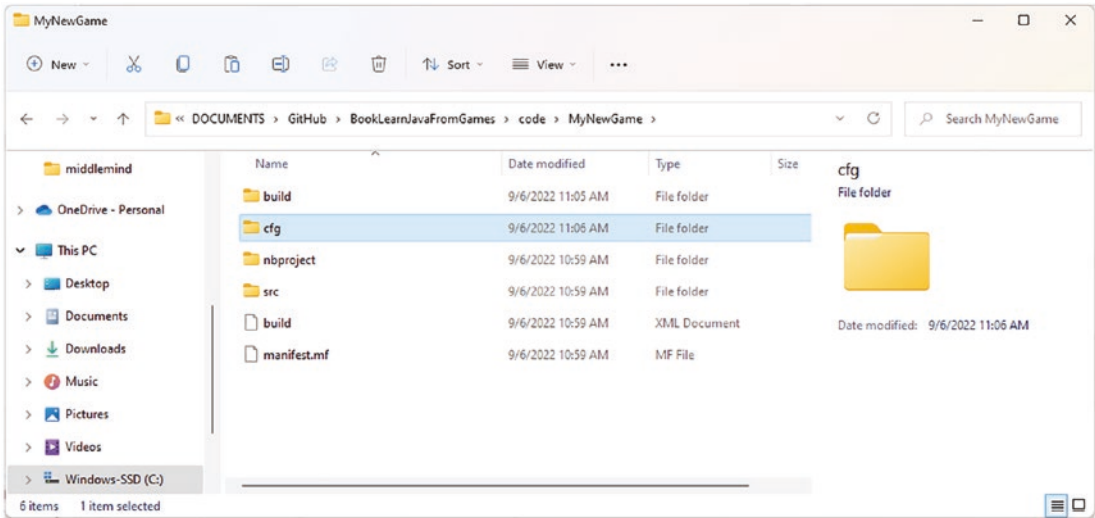 MyNewGame
New Sort View ...
« DOCUMENTS > GitHub > BookLearnJavaFromGames > code > MyNewGame > Search MyNewGame
middlemind
OneDrive - Personal
This PC
Desktop
Documents
Downloads
Music
Pictures
Videos
Windows-SSD (C:)
Name Date modified Type Size
build 9/6/2022 11:05 AM File folder
cfg 9/6/2022 11:06 AM File folder
nbproject 9/6/2022 10:59 AM File folder
src 9/6/2022 10:59 AM File folder
build 9/6/2022 10:59 AM XML Document
manifest.mf 9/6/2022 10:59 AM MF File
cfg
File folder
Date modified: 9/6/2022 11:06 AM
6 items 1 item selected